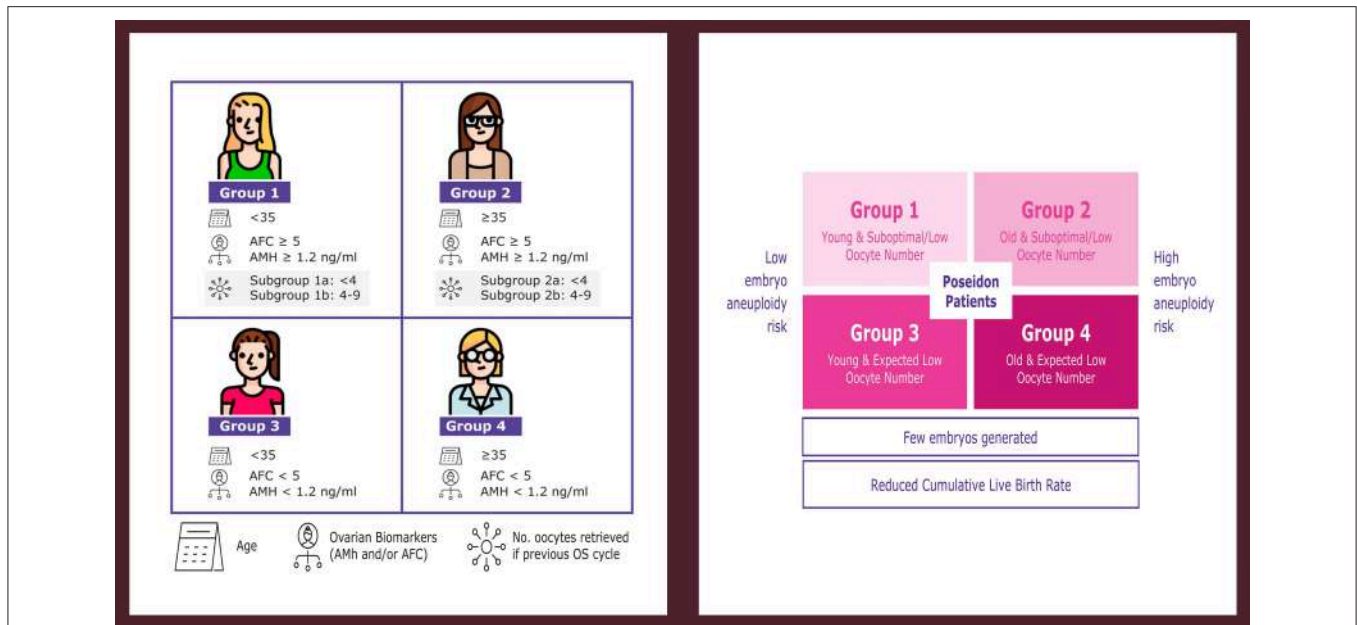 Group 1
<35
AFC ≥ 5
AMH ≥ 1.2 ng/ml
Subgroup 1a: <4
Subgroup 1b: 4-9
Group 2
≥35
AFC ≥ 5
AMH ≥ 1.2 ng/ml
Subgroup 2a: <4
Subgroup 2b: 4-9
Group 3
<35
AFC < 5
AMH < 1.2 ng/ml
Group 4
≥35
AFC < 5
AMH < 1.2 ng/ml
Age
Ovarian Biomarkers
(AMh and/or AFC)
No. oocytes retrieved
if previous OS cycle
Low
embryo
aneuploidy
risk
Group 1
Young & Suboptimal/Low
Oocyte Number
Group 2
Old & Suboptimal/Low
Oocyte Number
Poseidon
Patients
Group 3
Young & Expected Low
Oocyte Number
Group 4
Old & Expected Low
Oocyte Number
High
embryo
aneuploidy
risk
Few embryos generated
Reduced Cumulative Live Birth Rate